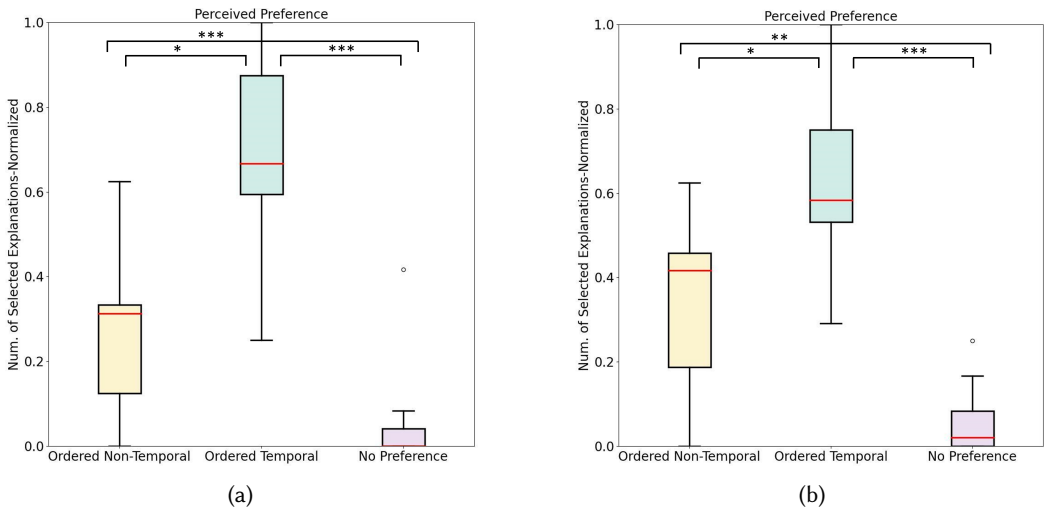 Perceived Preference
1.0
***
*
***
0.8
0.6
0.4
0.2
0.0
Num. of Selected Explanations-Normalized
Ordered Non-Temporal
Ordered Temporal
No Preference
(a)
Perceived Preference
1.0
**
*
***
0.8
0.6
0.4
0.2
0.0
Num. of Selected Explanations-Normalized
Ordered Non-Temporal
Ordered Temporal
No Preference
(b)